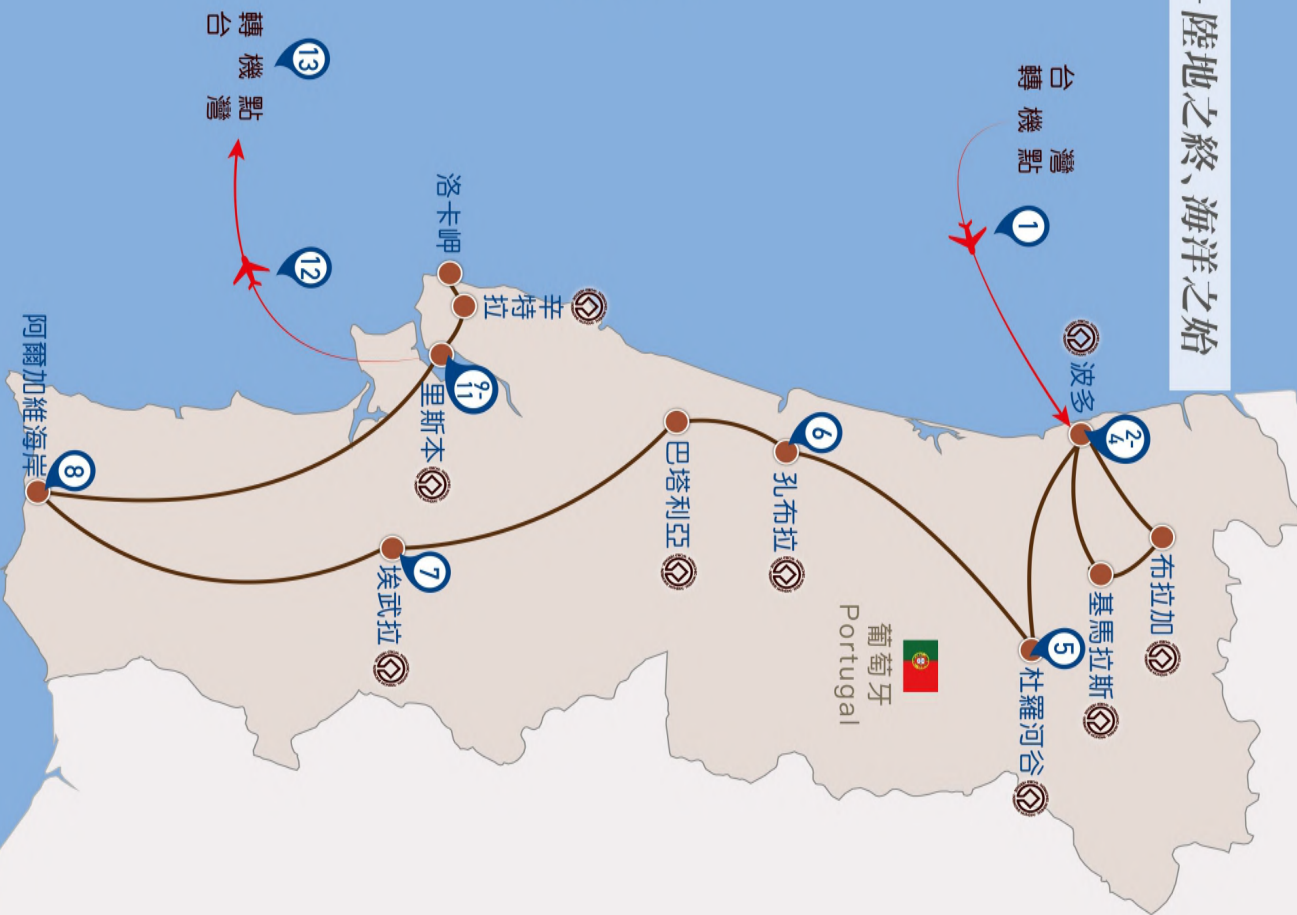 陸地之終、海洋之始
台灣
轉機點
1
布拉加
基馬拉斯
波多
2-4
5
杜羅河谷
葡萄牙
Portugal
6
孔布拉
巴塔利亞
辛特拉
洛卡岬
9-11
里斯本
7
埃武拉
12
13
轉機點
台灣
8
阿爾加維海岸